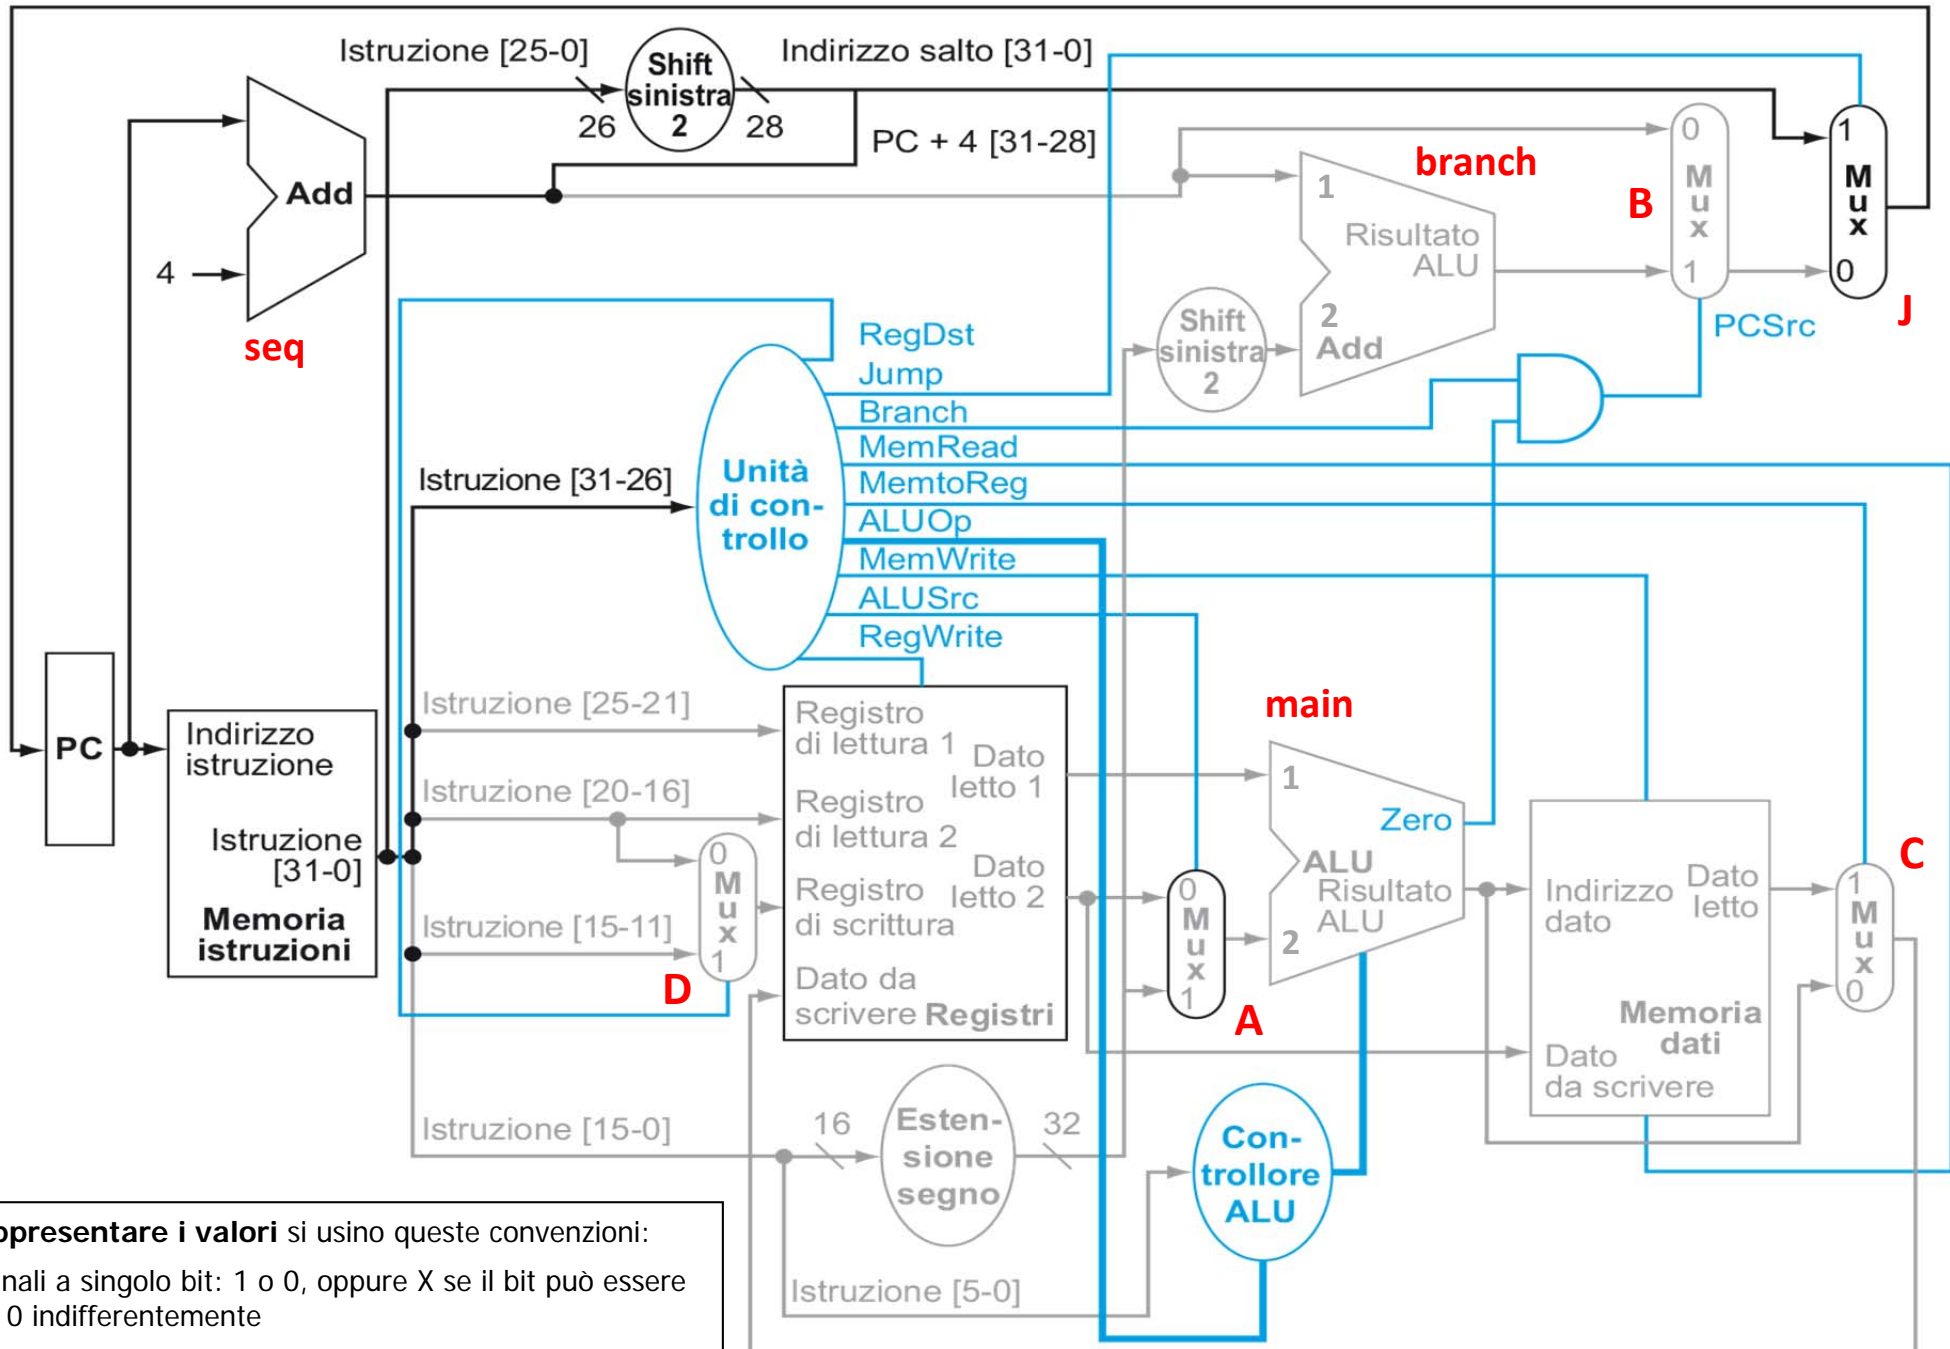 Istruzione [25-0]
Shift
sinistra
2
26
28
Indirizzo salto [31-0]
PC + 4 [31-28]
Add
4
seq
branch
1
Risultato
ALU
2
Add
Shift
sinistra
2
B
0
M
u
x
1
1
M
u
x
0
J
PCSrc
RegDst
Jump
Branch
MemRead
MemtoReg
ALUOp
MemWrite
ALUSrc
RegWrite
Unità
di con-
trollo
Istruzione [31-26]
PC
Indirizzo
istruzione
Istruzione
[31-0]
Memoria
istruzioni
Istruzione [25-21]
Istruzione [20-16]
Istruzione [15-11]
0
M
u
x
1
D
Registro
di lettura 1
Dato
letto 1
Registro
di lettura 2
Dato
letto 2
Registro
di scrittura
Dato da
scrivere Registri
0
M
u
x
1
A
main
1
Zero
ALU
Risultato
ALU
2
Indirizzo
dato
Dato
letto
Memoria
dati
Dato
da scrivere
C
1
M
u
x
0
Istruzione [15-0]
16
Esten-
sione
segno
32
Con-
trollore
ALU
Istruzione [5-0]
ppresentare i valori si usino queste convenzioni:
nali a singolo bit: 1 o 0, oppure X se il bit può essere
0 indifferentemente